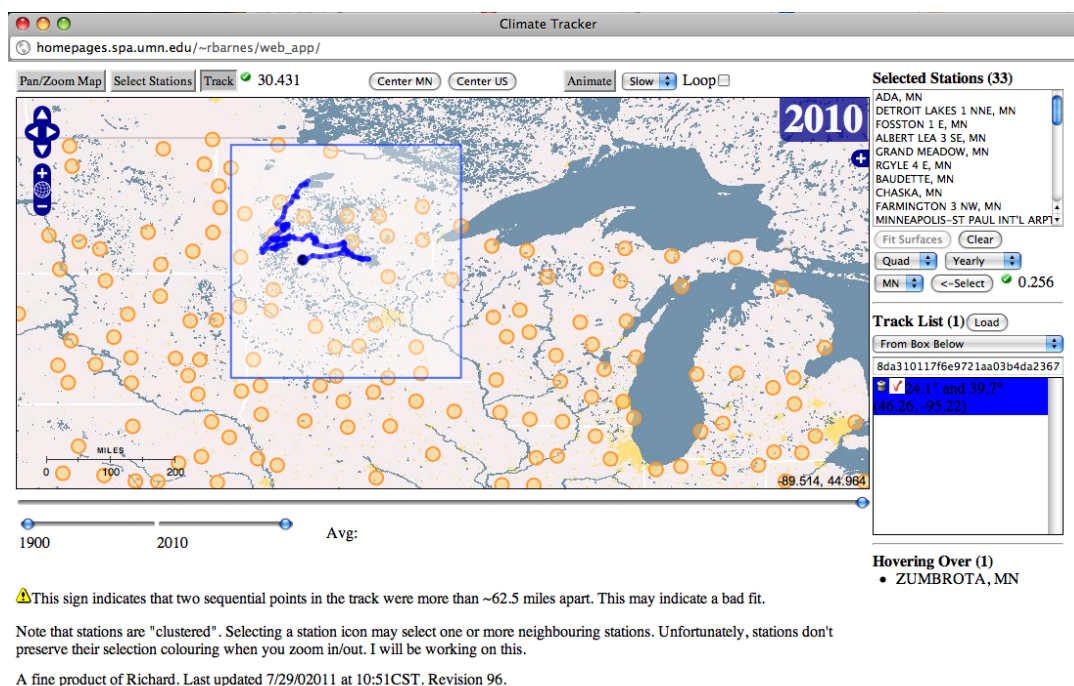 Climate Tracker
homepages.spa.umn.edu/~rbarnes/web_app/
Pan/Zoom Map Select Stations Track 30.431 Center MN Center US Animate Slow Loop
2010
MILES
0 100 200
-89.514, 44.964
1900 2010 Avg:
Selected Stations (33)
ADA, MN
DETROIT LAKES 1 NNE, MN
FOSSTON 1 E, MN
ALBERT LEA 3 SE, MN
GRAND MEADOW, MN
RGYLE 4 E, MN
BAUDETTE, MN
CHASKA, MN
FARMINGTON 3 NW, MN
MINNEAPOLIS-ST PAUL INT'L ARPT
Fit Surfaces Clear
Quad Yearly
MN <-Select 0.256
Track List (1) Load
From Box Below
8da310117f6e9721aa03b4da2367
24.1° and 39.7°
(46.26, -95.22)
Hovering Over (1)
• ZUMBROTA, MN
This sign indicates that two sequential points in the track were more than ~62.5 miles apart. This may indicate a bad fit.
Note that stations are "clustered". Selecting a station icon may select one or more neighbouring stations. Unfortunately, stations don't
preserve their selection colouring when you zoom in/out. I will be working on this.
A fine product of Richard. Last updated 7/29/02011 at 10:51CST. Revision 96.